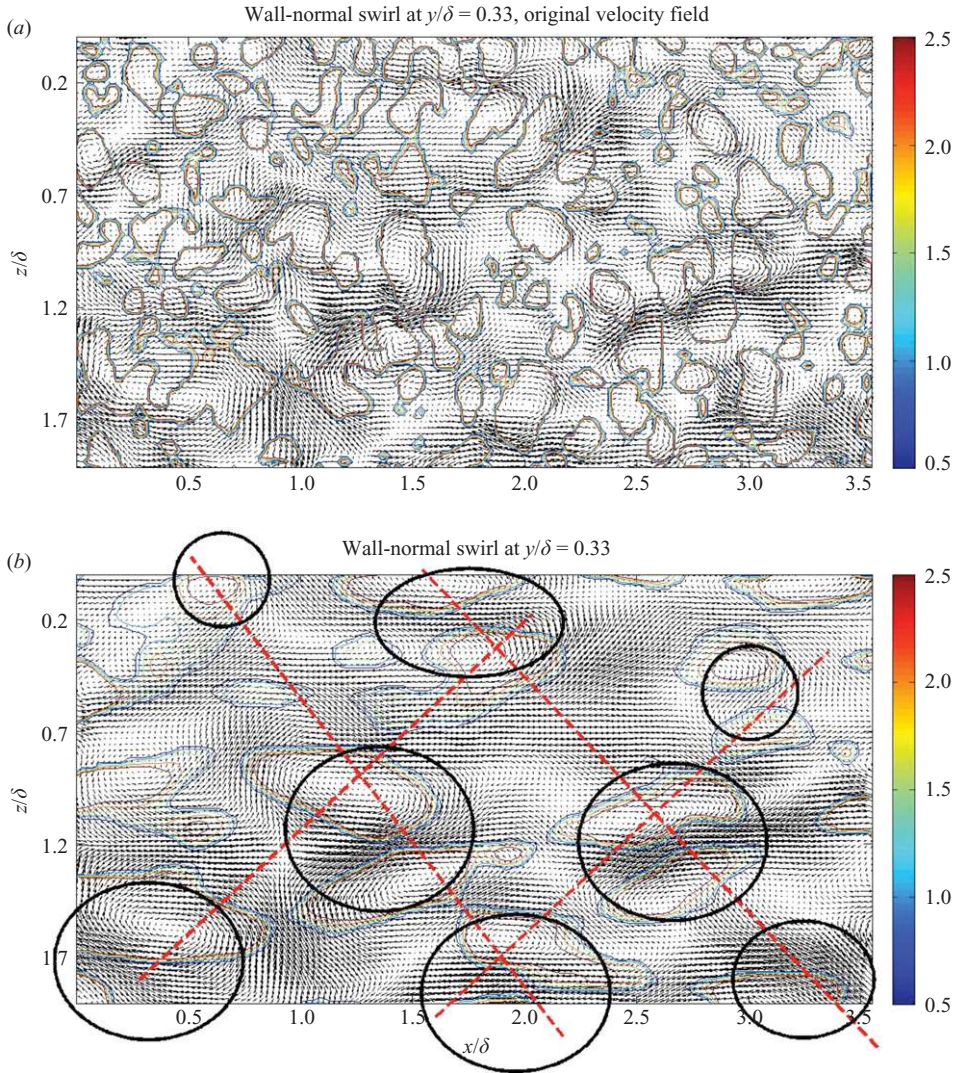 Wall-normal swirl at y/δ = 0.33, original velocity field
(a)
2.5
0.2
2.0
0.7
z/δ
1.5
1.2
1.0
1.7
0.5
0.5 1.0 1.5 2.0 2.5 3.0 3.5
Wall-normal swirl at y/δ = 0.33
(b)
2.5
0.2
2.0
0.7
z/δ
1.5
1.2
1.0
1.7
0.5
0.5 1.0 1.5 2.0 2.5 3.0 3.5
x/δ